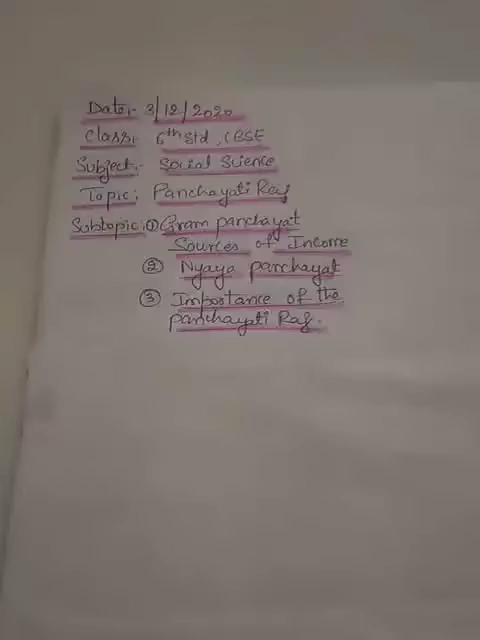 Date:- 3/12/2020
Class:- 6th Std, CBSE
Subject:- Social Science
Topic: Panchayati Raj
Subtopic: ① Gram panchayat
Sources of Income
② Nyaya panchayat
③ Importance of the
panchayati Raj.